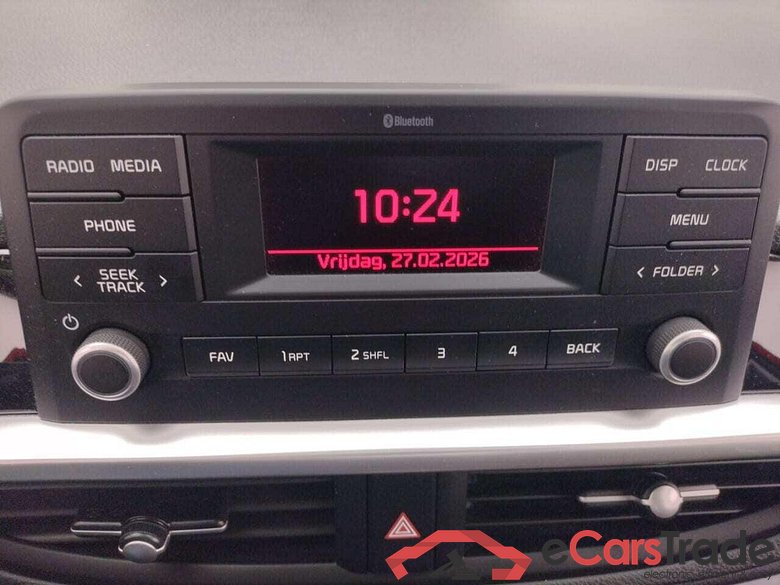 Bluetooth
RADIO MEDIA
DISP CLOCK
10:24
PHONE
MENU
Vrijdag, 27.02.2026
< SEEK TRACK >
< FOLDER >
FAV 1 RPT 2 SHFL 3 4 BACK
eCarsTrade